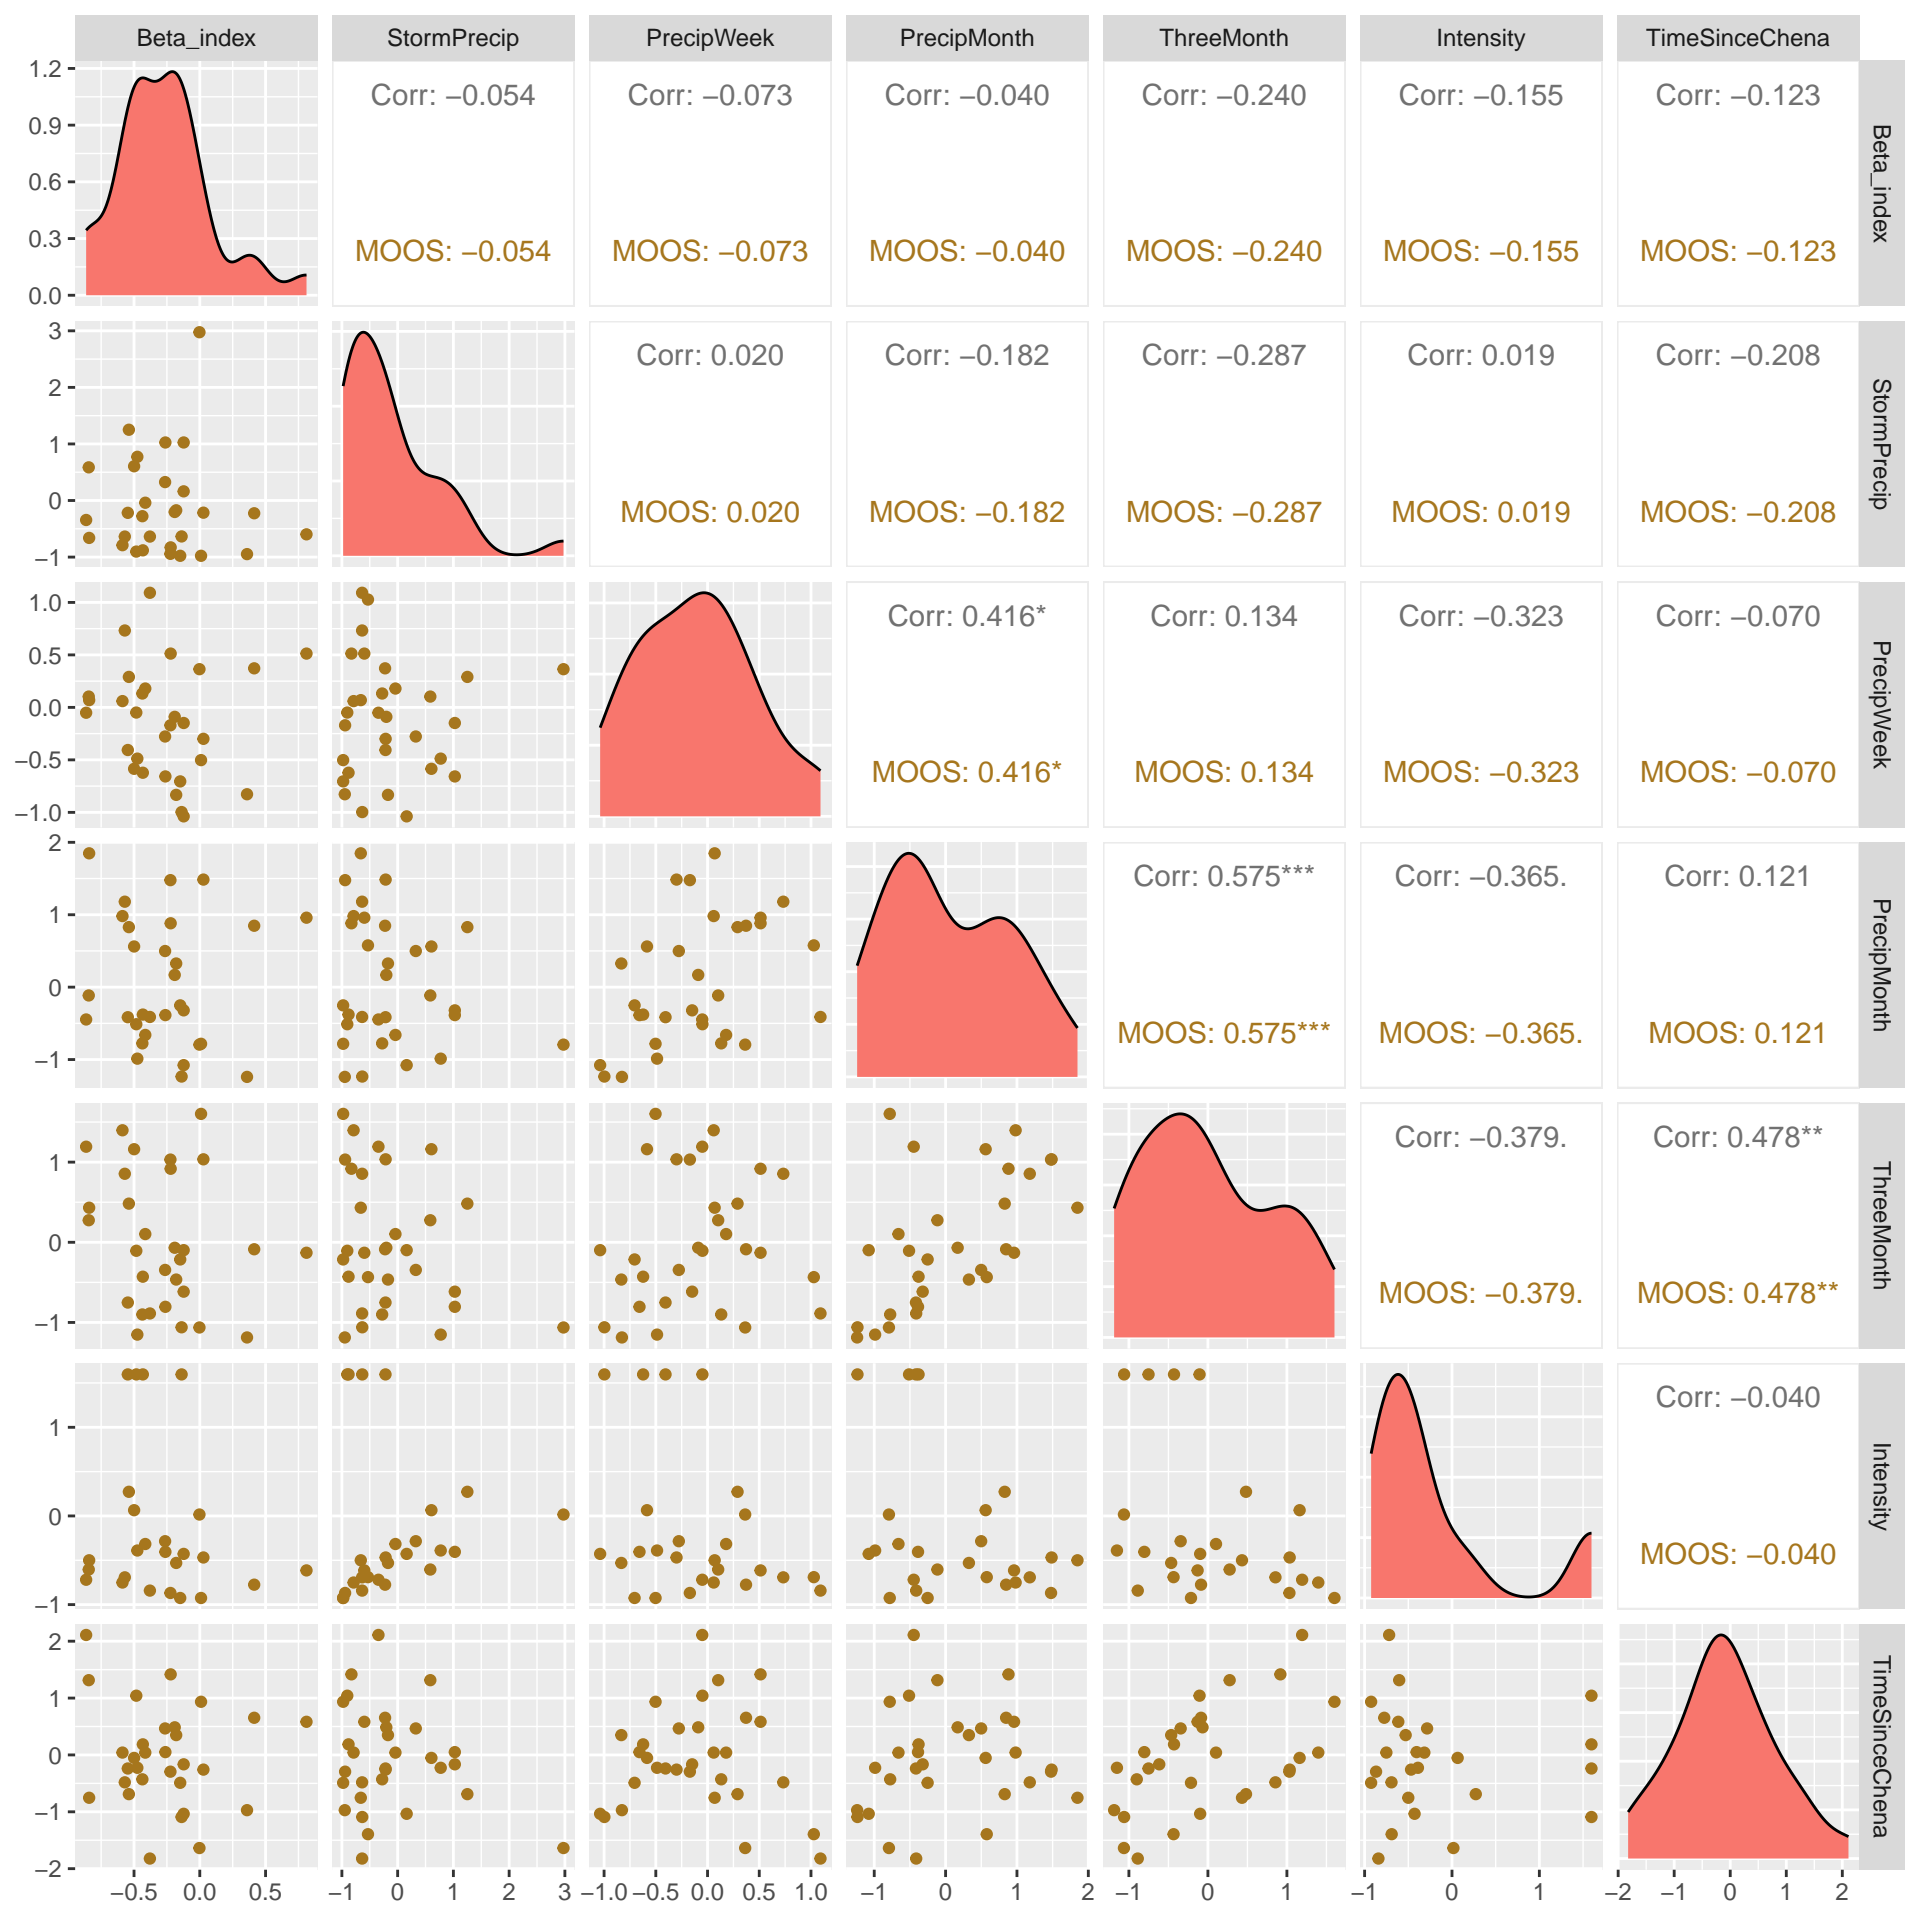 Beta_index StormPrecip PrecipWeek PrecipMonth ThreeMonth Intensity TimeSinceChena
1.2
0.9
0.6
0.3
0.0
Corr: −0.054 Corr: −0.073 Corr: −0.040 Corr: −0.240 Corr: −0.155 Corr: −0.123
MOOS: −0.054 MOOS: −0.073 MOOS: −0.040 MOOS: −0.240 MOOS: −0.155 MOOS: −0.123
Beta_index
3
2
1
0
−1
Corr: 0.020 Corr: −0.182 Corr: −0.287 Corr: 0.019 Corr: −0.208
MOOS: 0.020 MOOS: −0.182 MOOS: −0.287 MOOS: 0.019 MOOS: −0.208
StormPrecip
1.0
0.5
0.0
−0.5
−1.0
Corr: 0.416* Corr: 0.134 Corr: −0.323 Corr: −0.070
MOOS: 0.416* MOOS: 0.134 MOOS: −0.323 MOOS: −0.070
PrecipWeek
2
1
0
−1
Corr: 0.575*** Corr: −0.365. Corr: 0.121
MOOS: 0.575*** MOOS: −0.365. MOOS: 0.121
PrecipMonth
1
0
−1
Corr: −0.379. Corr: 0.478**
MOOS: −0.379. MOOS: 0.478**
ThreeMonth
1
0
−1
Corr: −0.040
MOOS: −0.040
Intensity
2
1
0
−1
−2
TimeSinceChena
−0.5 0.0 0.5 −1 0 1 2 3 −1.0 −0.5 0.0 0.5 1.0 −1 0 1 2 −1 0 1 −1 0 1 −2 −1 0 1 2